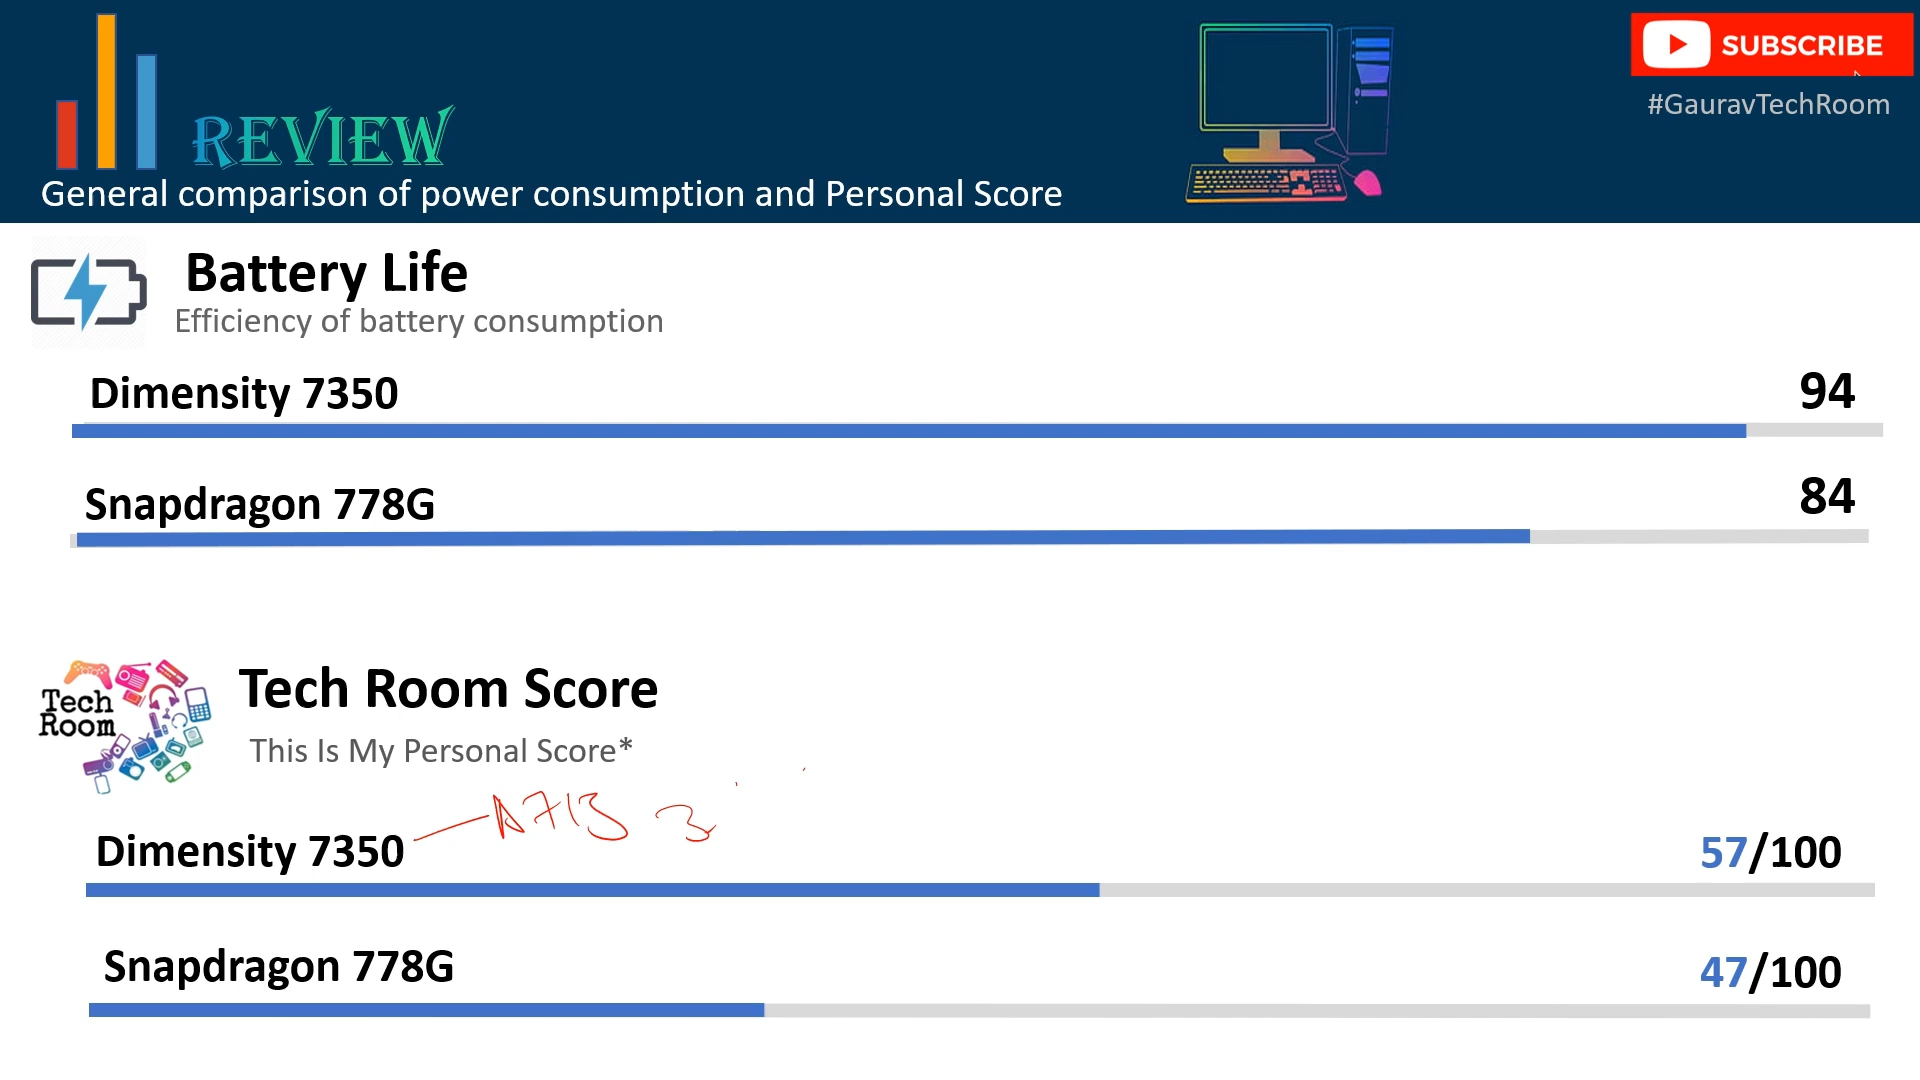 SUBSCRIBE
#GauravTechRoom
REVIEW
General comparison of power consumption and Personal Score
Battery Life
Efficiency of battery consumption
Dimensity 7350
94
Snapdragon 778G
84
Tech
Room
Tech Room Score
This Is My Personal Score*
Dimensity 7350
57/100
Snapdragon 778G
47/100